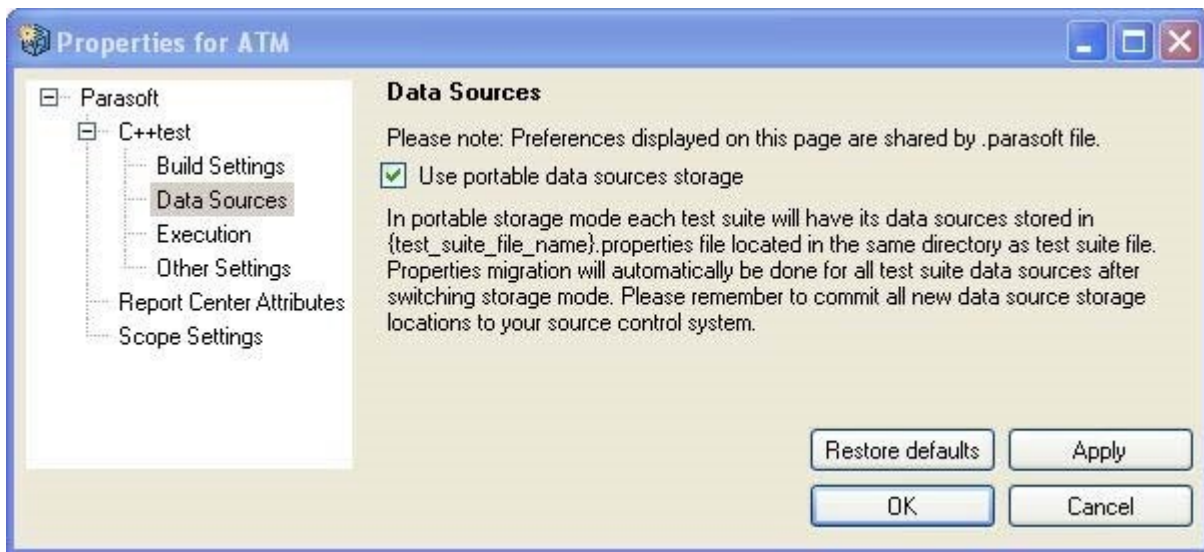 Properties for ATM
Parasoft
C++test
Build Settings
Data Sources
Execution
Other Settings
Report Center Attributes
Scope Settings
Data Sources
Please note: Preferences displayed on this page are shared by .parasoft file.
Use portable data sources storage
In portable storage mode each test suite will have its data sources stored in
{test_suite_file_name}.properties file located in the same directory as test suite file.
Properties migration will automatically be done for all test suite data sources after
switching storage mode. Please remember to commit all new data source storage
locations to your source control system.
Restore defaults
Apply
OK
Cancel